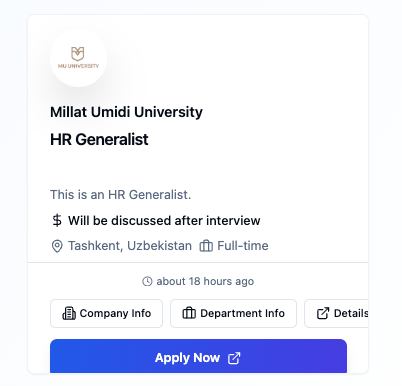 MU UNIVERSITY
Millat Umidi University
HR Generalist
This is an HR Generalist.
$ Will be discussed after interview
Tashkent, Uzbekistan Full-time
about 18 hours ago
Company Info Department Info Details
Apply Now